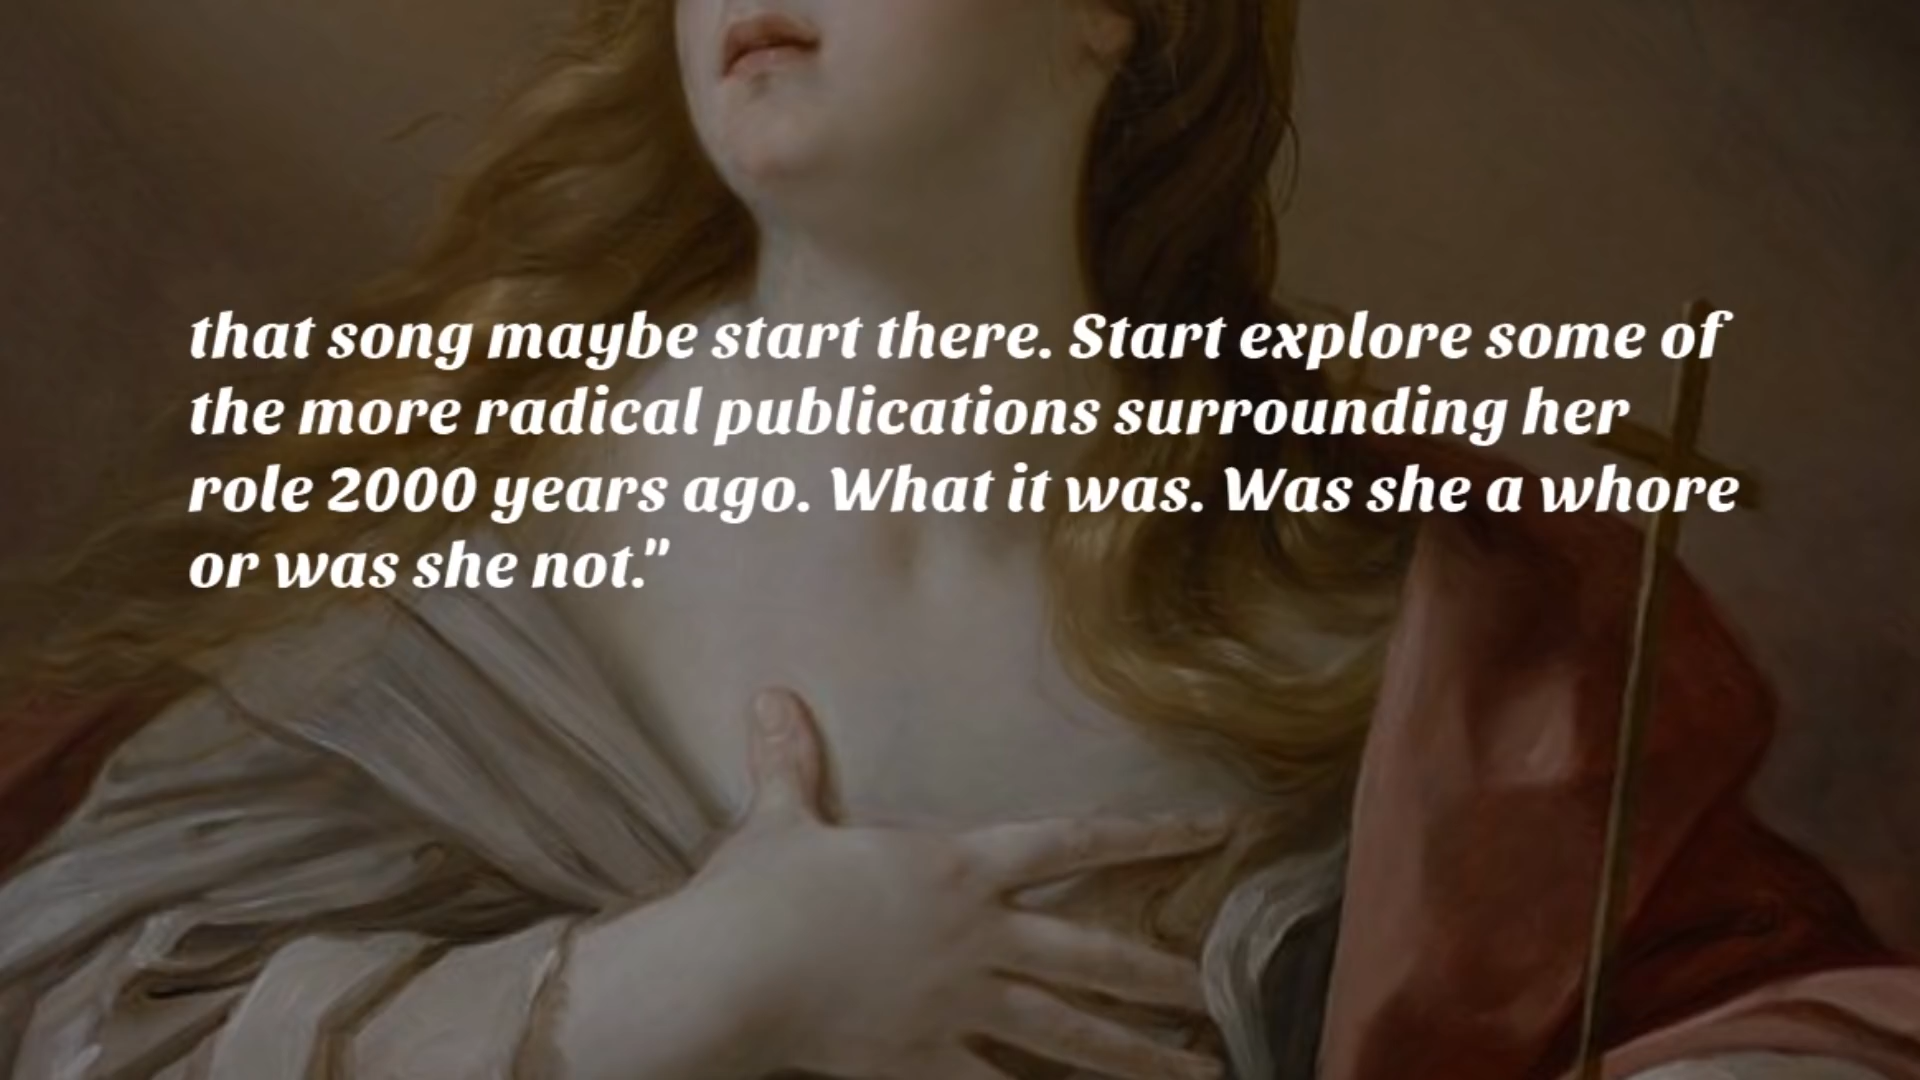 that song maybe start there. Start explore some of
the more radical publications surrounding her
role 2000 years ago. What it was. Was she a whore
or was she not."